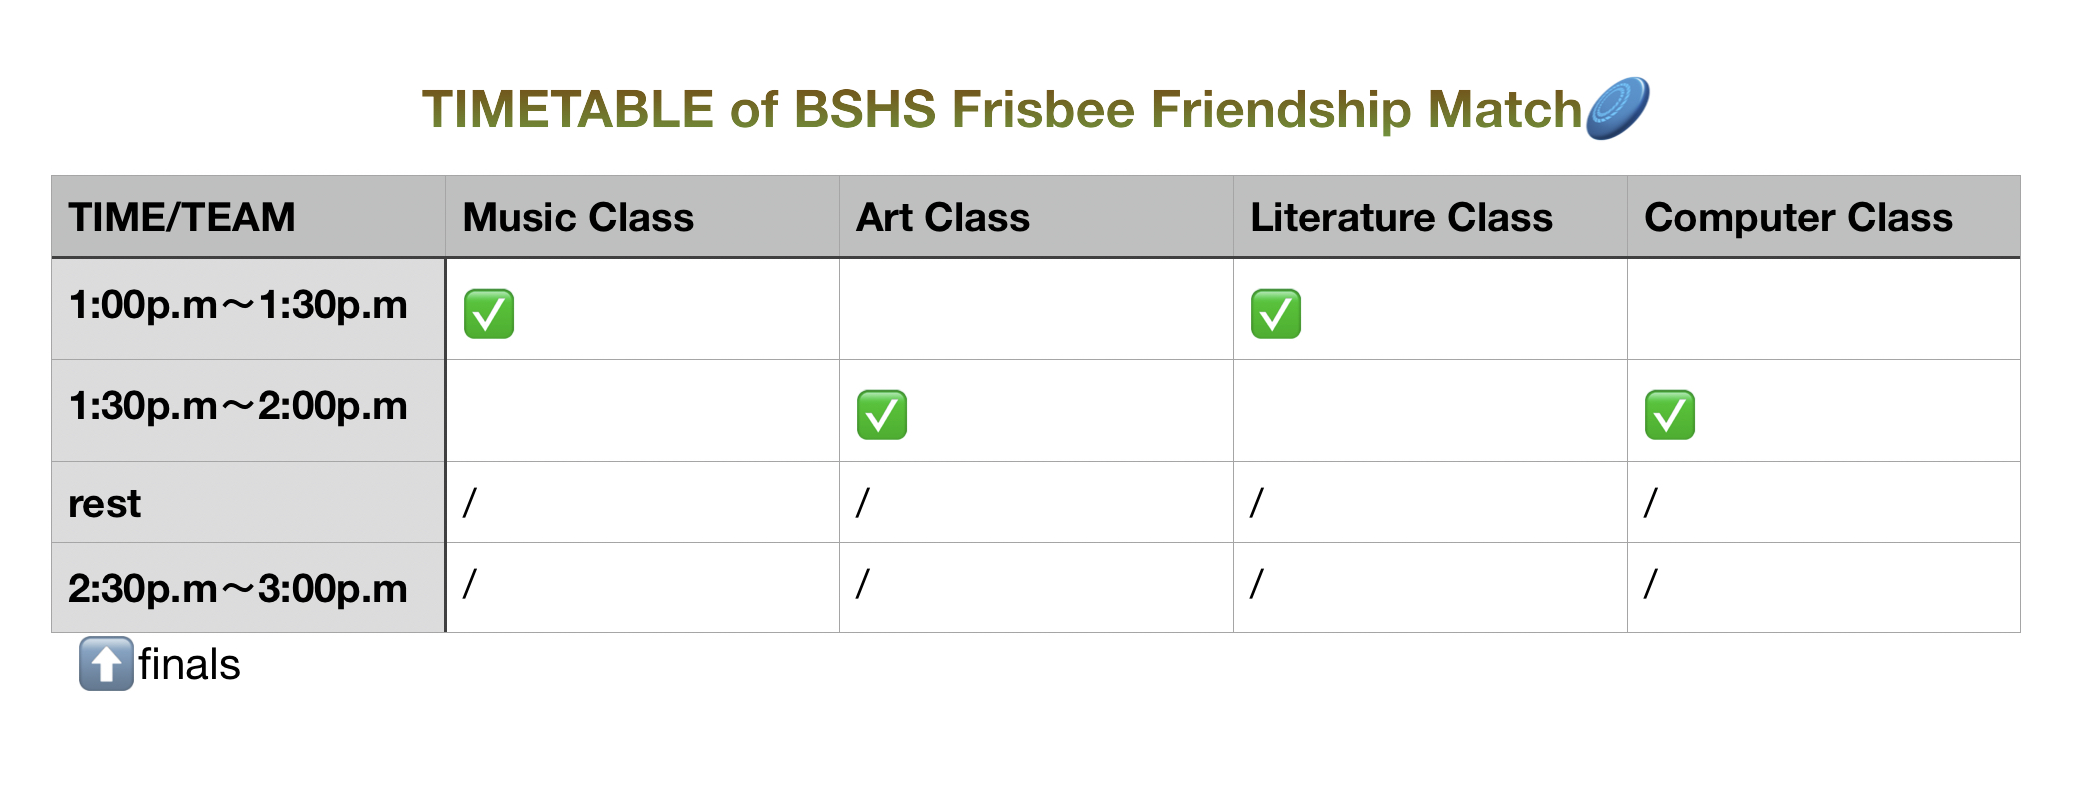 TIMETABLE of BSHS Frisbee Friendship Match🥏
TIME/TEAM Music Class Art Class Literature Class Computer Class
1:00p.m～1:30p.m ✅ ✅
1:30p.m～2:00p.m ✅ ✅
rest / / / /
2:30p.m～3:00p.m / / / /
⬆️finals